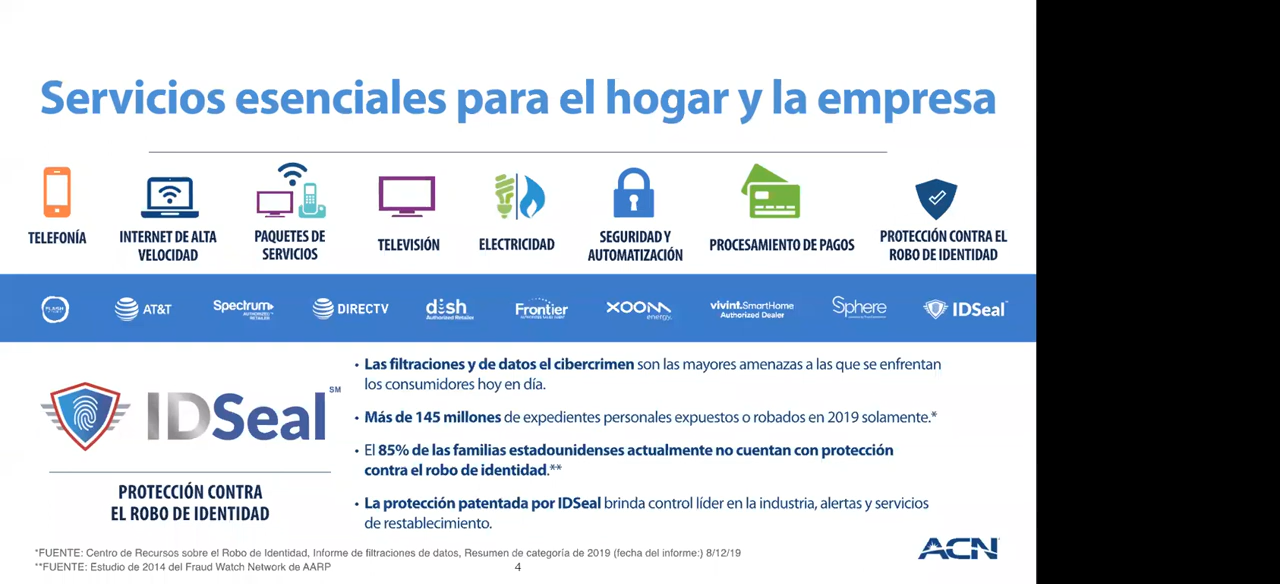 Servicios esenciales para el hogar y la empresa
TELEFONÍA
INTERNET DE ALTA
VELOCIDAD
PAQUETES DE
SERVICIOS
TELEVISIÓN
ELECTRICIDAD
SEGURIDAD Y
AUTOMATIZACIÓN
PROCESAMIENTO DE PAGOS
PROTECCIÓN CONTRA EL
ROBO DE IDENTIDAD
FLASH
AT&T
Spectrum
AUTHORIZED
RETAILER
DIRECTV
dish
Authorized Retailer
Frontier
XOOM
energy
vivint.SmartHome
Authorized Dealer
Sphere
IDSeal
IDSeal SM
PROTECCIÓN CONTRA
EL ROBO DE IDENTIDAD
• Las filtraciones y de datos el cibercrimen son las mayores amenazas a las que se enfrentan
los consumidores hoy en día.
• Más de 145 millones de expedientes personales expuestos o robados en 2019 solamente.*
• El 85% de las familias estadounidenses actualmente no cuentan con protección
contra el robo de identidad.**
• La protección patentada por IDSeal brinda control líder en la industria, alertas y servicios
de restablecimiento.
*FUENTE: Centro de Recursos sobre el Robo de Identidad, Informe de filtraciones de datos, Resumen de categoría de 2019 (fecha del informe:) 8/12/19
**FUENTE: Estudio de 2014 del Fraud Watch Network de AARP
4
ACN